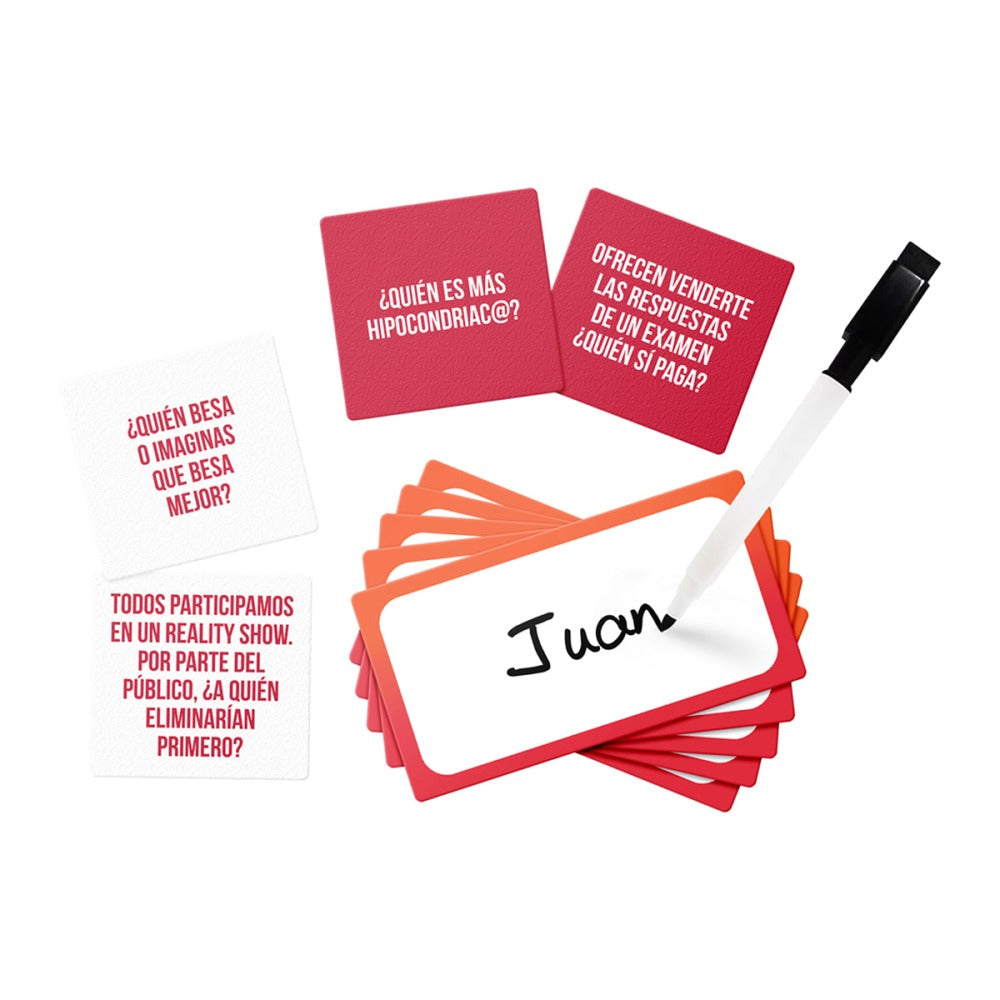 ¿QUIÉN ES MÁS
HIPOCONDRIAC@?
OFRECEN VENDERTE
LAS RESPUESTAS
DE UN EXAMEN
¿QUIÉN SÍ PAGA?
¿QUIÉN BESA
O IMAGINAS
QUE BESA
MEJOR?
TODOS PARTICIPAMOS
EN UN REALITY SHOW.
POR PARTE DEL
PÚBLICO, ¿A QUIÉN
ELIMINARÍAN
PRIMERO?
Juan